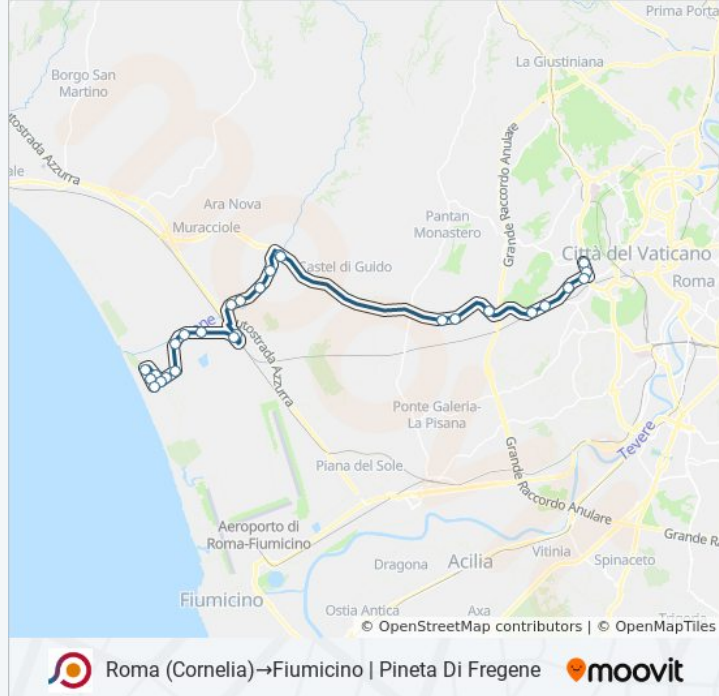 Prima Porta
La Giustiniana
Borgo San
Martino
Autostrada Azzurra
Grande Raccordo Anulare
Ara Nova
Muracciole
Pantan
Monastero
Castel di Guido
Città del Vaticano
Roma
Autostrada Azzurra
Ponte Galeria-
La Pisana
Tevere
Piana del Sole
Grande Raccordo Anulare
Aeroporto di
Roma-Fiumicino
Vitinia
Grande R
Dragona
Acilia
Spinaceto
Fiumicino
Ostia Antica
Axa
© OpenStreetMap contributors | © OpenMapTiles
Roma (Cornelia)→Fiumicino | Pineta Di Fregene
moovit